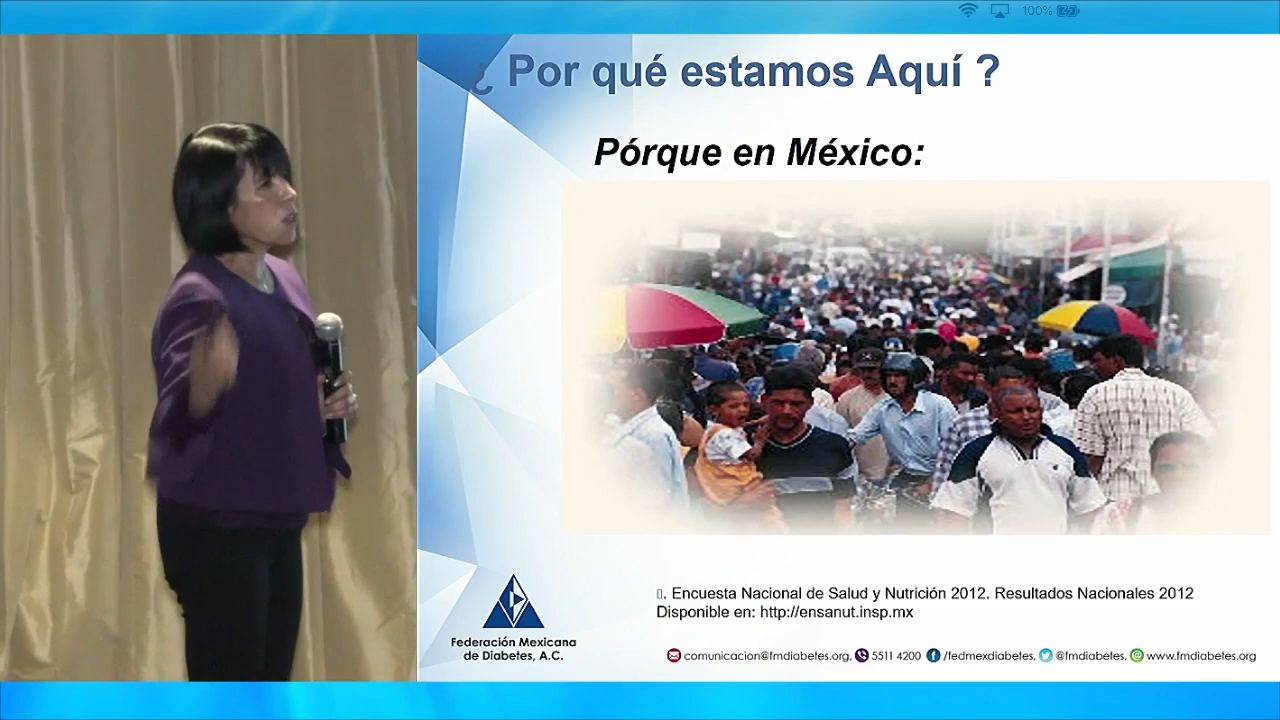 100%
¿ Por qué estamos Aquí ?
Pórque en México:
. Encuesta Nacional de Salud y Nutrición 2012. Resultados Nacionales 2012
Disponible en: http://ensanut.insp.mx
Federación Mexicana
de Diabetes, A.C.
comunicacion@fmdiabetes.org, 5511 4200 /fedmexdiabetes, @fmdiabetes, www.fmdiabetes.org